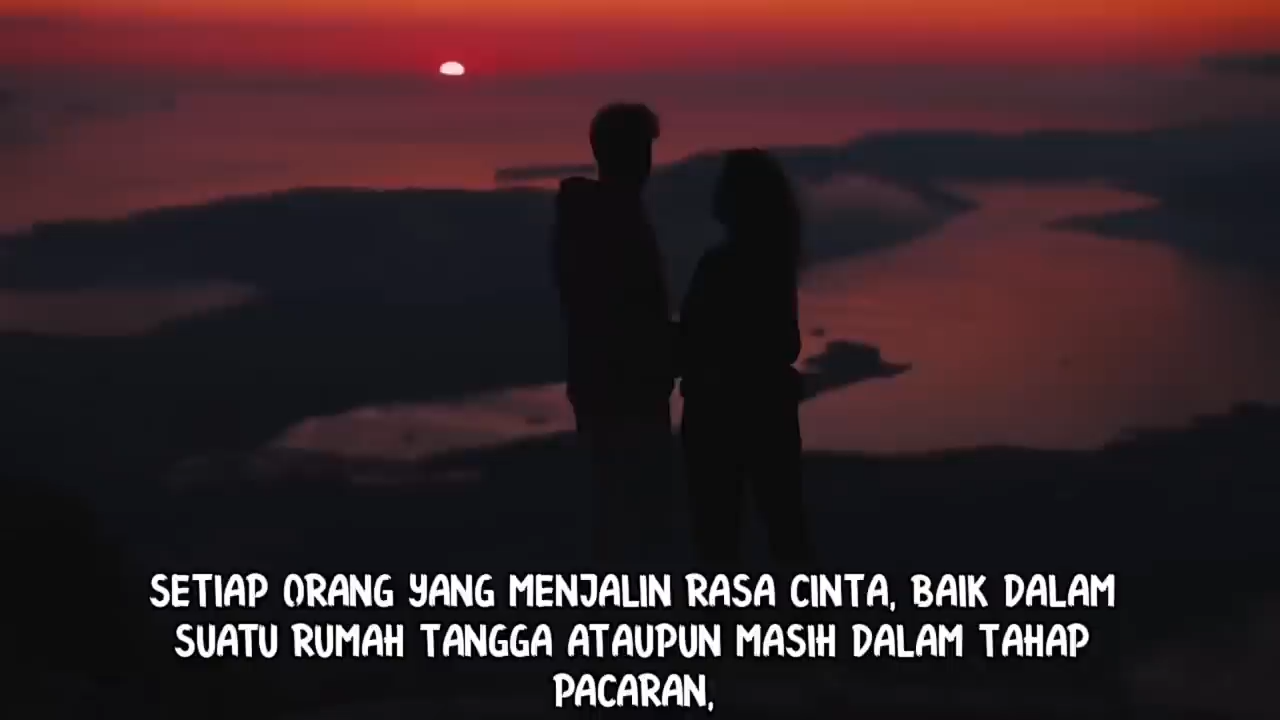 SETIAP ORANG YANG MENJALIN RASA CINTA, BAIK DALAM
SUATU RUMAH TANGGA ATAUPUN MASIH DALAM TAHAP
PACARAN,